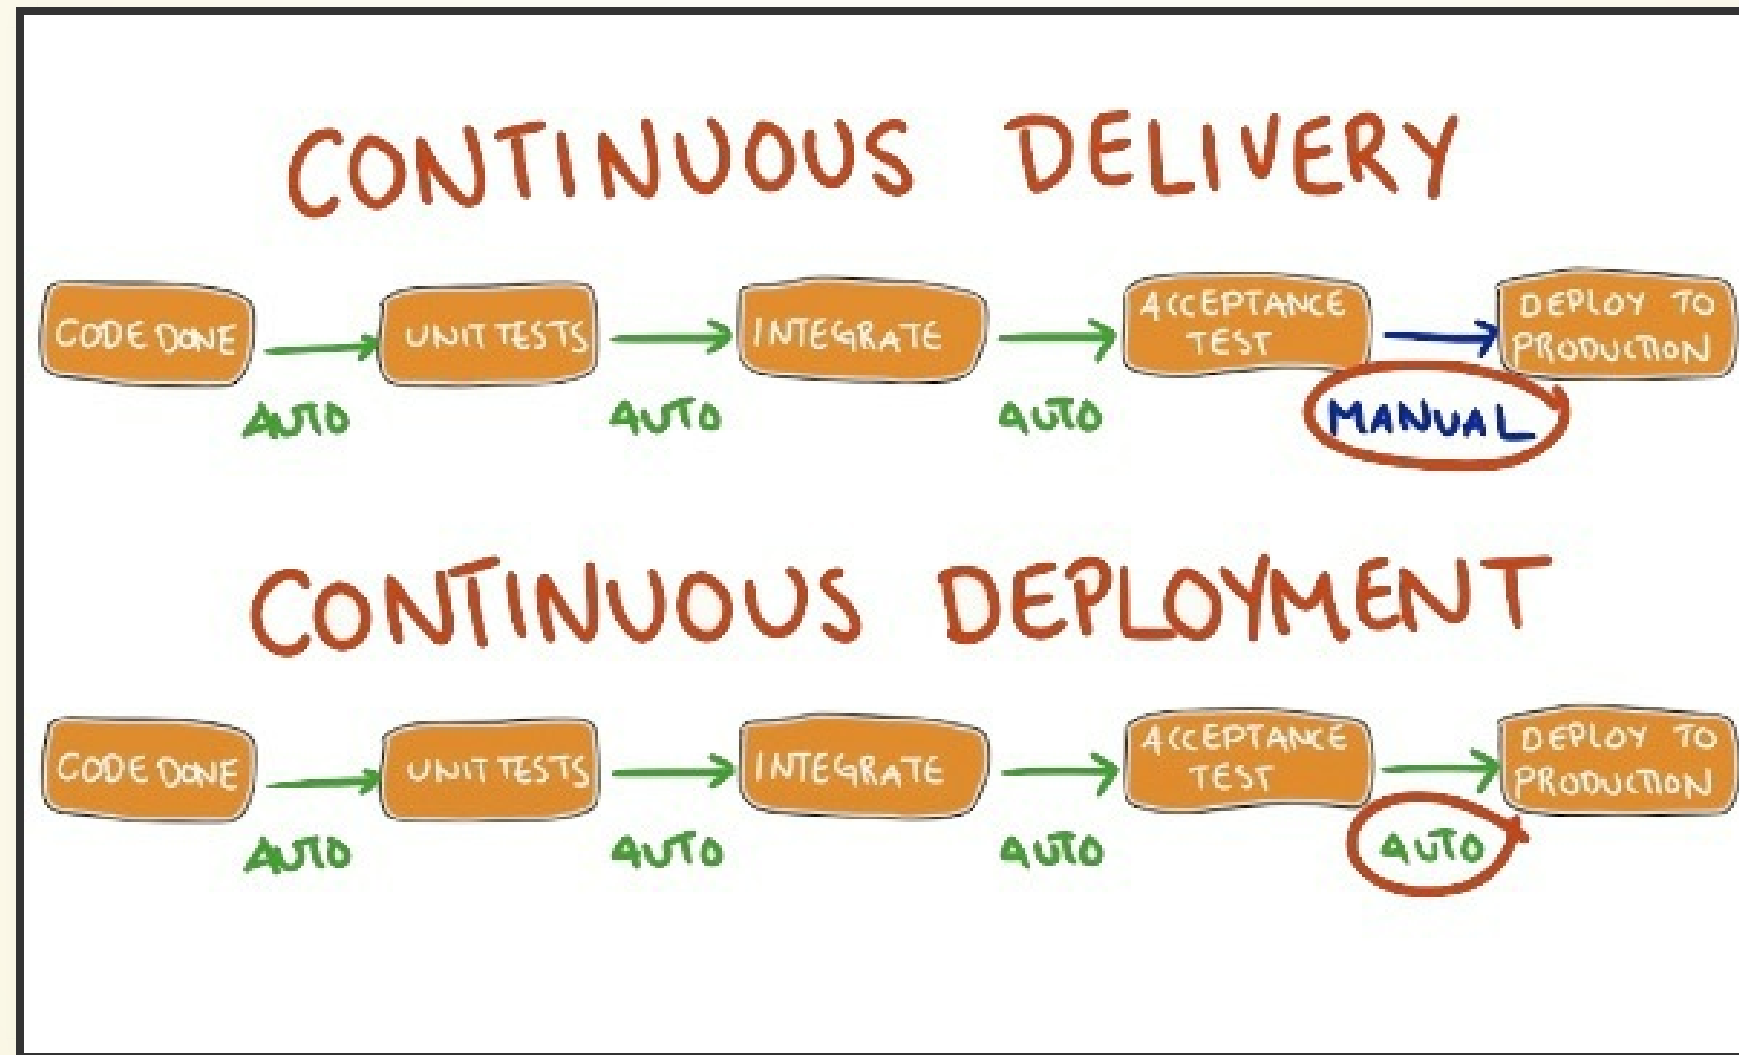 CONTINUOUS DELIVERY
CODE DONE
UNIT TESTS
INTEGRATE
ACCEPTANCE
TEST
DEPLOY TO
PRODUCTION
AUTO
AUTO
AUTO
MANUAL
CONTINUOUS DEPLOYMENT
CODE DONE
UNIT TESTS
INTEGRATE
ACCEPTANCE
TEST
DEPLOY TO
PRODUCTION
AUTO
AUTO
AUTO
AUTO